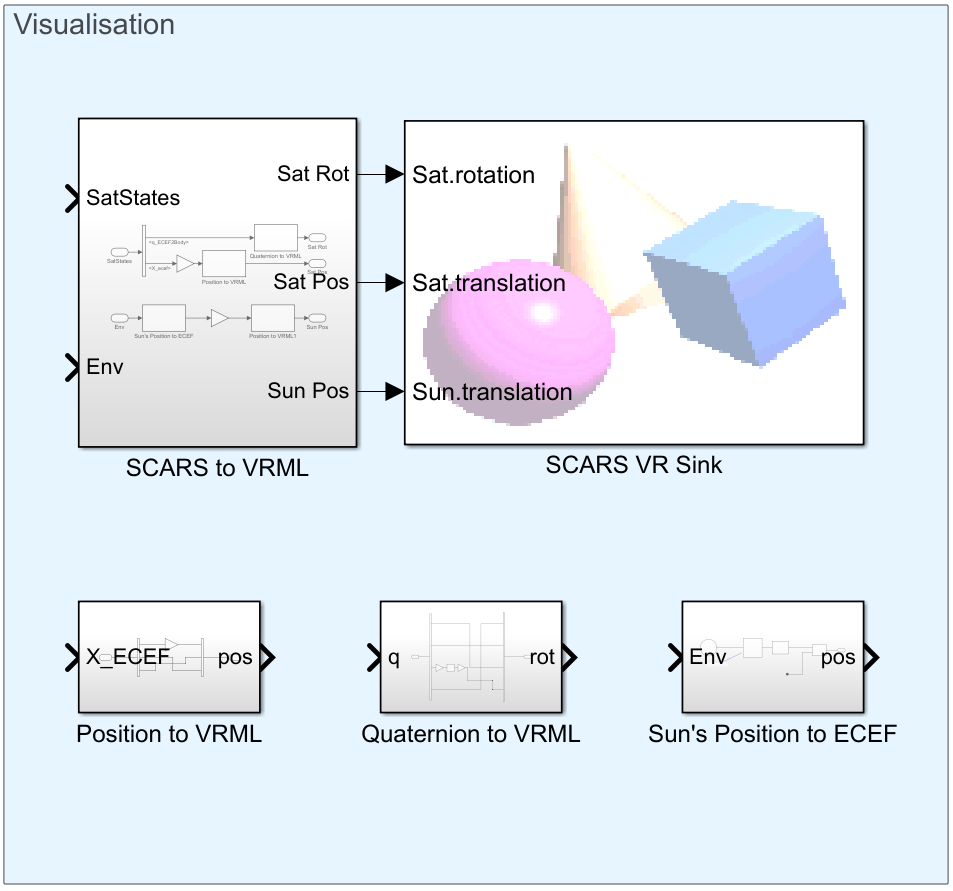 Visualisation
Sat Rot
Sat.rotation
SatStates
<q_ECEF2Body>
Sat Rot
Quaternion to VRML
SatStates
<X_ecef>
Sat Pos
Position to VRML
Sat Pos
Sat.translation
Env
Sun's Position to ECEF
Position to VRML1
Sun Pos
Env
Sun Pos
Sun.translation
SCARS to VRML
SCARS VR Sink
X_ECEF
pos
q
rot
Env
pos
Position to VRML
Quaternion to VRML
Sun's Position to ECEF